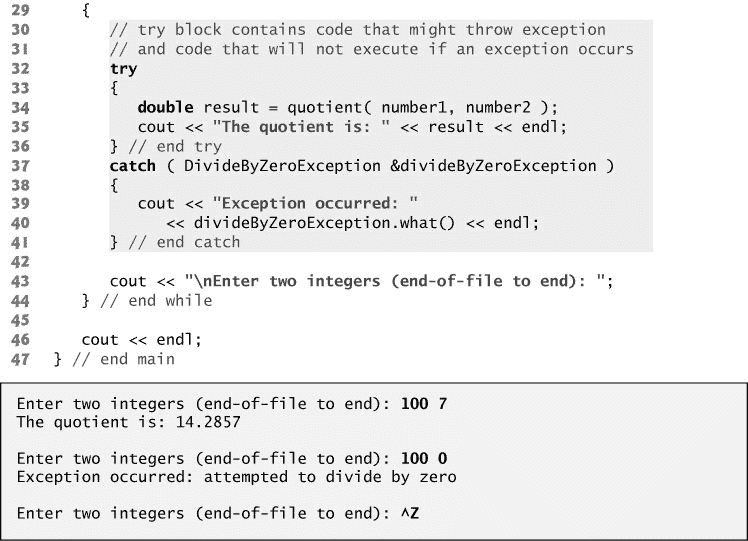 29 {
30 // try block contains code that might throw exception
31 // and code that will not execute if an exception occurs
32 try
33 {
34 double result = quotient( number1, number2 );
35 cout << "The quotient is: " << result << endl;
36 } // end try
37 catch ( DivideByZeroException &divideByZeroException )
38 {
39 cout << "Exception occurred: "
40 << divideByZeroException.what() << endl;
41 } // end catch
42
43 cout << "\nEnter two integers (end-of-file to end): ";
44 } // end while
45
46 cout << endl;
47 } // end main
Enter two integers (end-of-file to end): 100 7
The quotient is: 14.2857
Enter two integers (end-of-file to end): 100 0
Exception occurred: attempted to divide by zero
Enter two integers (end-of-file to end): ^Z